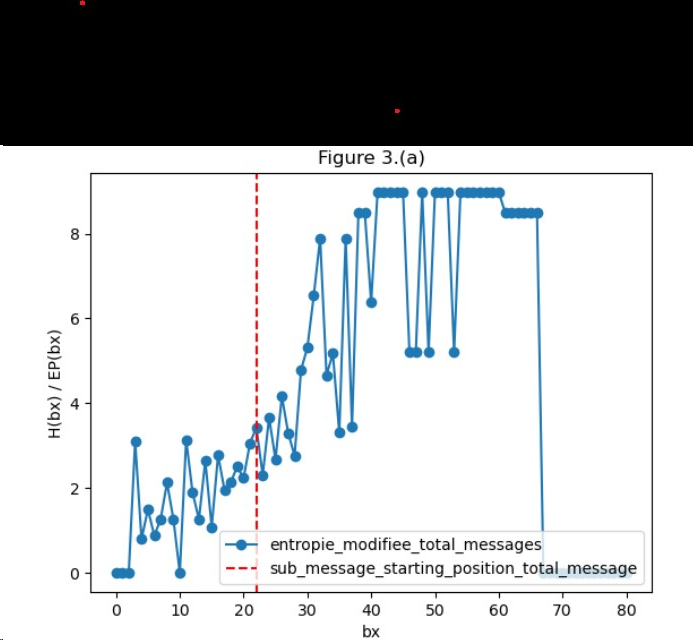 Figure 3.(a)
H(bx) / EP(bx)
8
6
4
2
0
entropie_modifiee_total_messages
sub_message_starting_position_total_message
0 10 20 30 40 50 60 70 80
bx